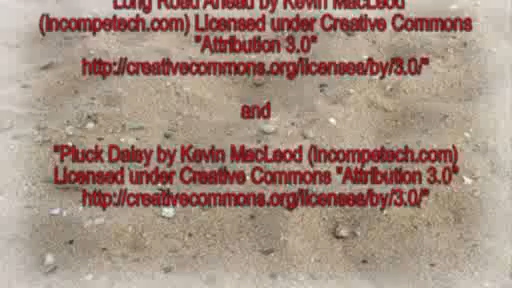 Long Road Ahead by Kevin MacLeod
(incompetech.com) Licensed under Creative Commons
"Attribution 3.0"
http://creativecommons.org/licenses/by/3.0/"
and
"Pluck Daisy by Kevin MacLeod (incompetech.com)
Licensed under Creative Commons "Attribution 3.0"
http://creativecommons.org/licenses/by/3.0/"